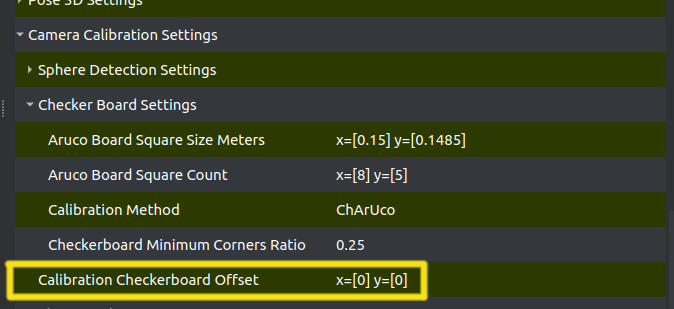 Pose 3D Settings
Camera Calibration Settings
Sphere Detection Settings
Checker Board Settings
Aruco Board Square Size Meters x=[0.15] y=[0.1485]
Aruco Board Square Count x=[8] y=[5]
Calibration Method ChArUco
Checkerboard Minimum Corners Ratio 0.25
Calibration Checkerboard Offset x=[0] y=[0]